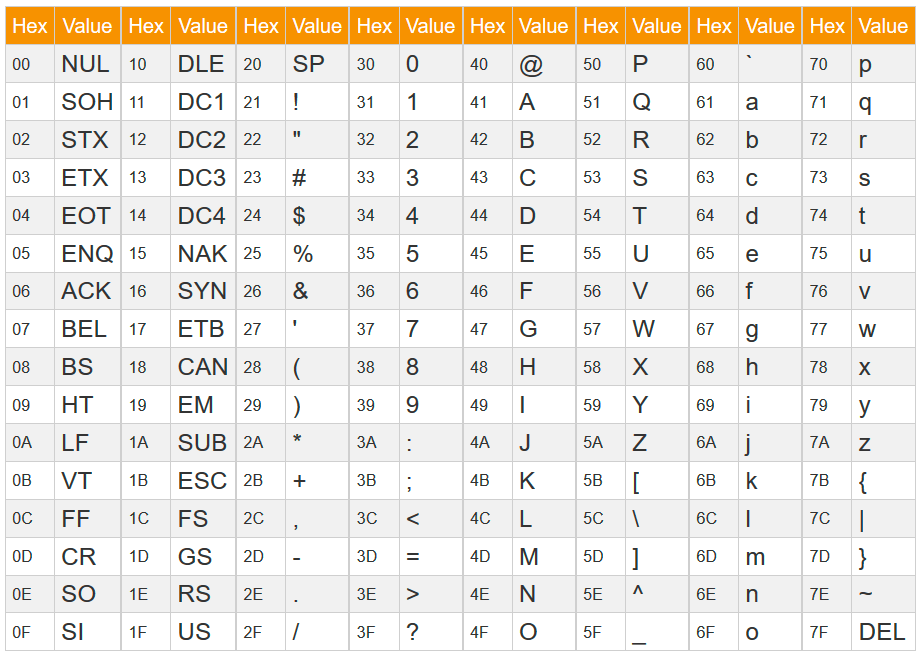 Hex Value Hex Value Hex Value Hex Value Hex Value Hex Value Hex Value Hex Value
00 NUL 10 DLE 20 SP 30 0 40 @ 50 P 60 ` 70 p
01 SOH 11 DC1 21 ! 31 1 41 A 51 Q 61 a 71 q
02 STX 12 DC2 22 " 32 2 42 B 52 R 62 b 72 r
03 ETX 13 DC3 23 # 33 3 43 C 53 S 63 c 73 s
04 EOT 14 DC4 24 $ 34 4 44 D 54 T 64 d 74 t
05 ENQ 15 NAK 25 % 35 5 45 E 55 U 65 e 75 u
06 ACK 16 SYN 26 & 36 6 46 F 56 V 66 f 76 v
07 BEL 17 ETB 27 ' 37 7 47 G 57 W 67 g 77 w
08 BS 18 CAN 28 ( 38 8 48 H 58 X 68 h 78 x
09 HT 19 EM 29 ) 39 9 49 I 59 Y 69 i 79 y
0A LF 1A SUB 2A * 3A : 4A J 5A Z 6A j 7A z
0B VT 1B ESC 2B + 3B ; 4B K 5B [ 6B k 7B {
0C FF 1C FS 2C , 3C < 4C L 5C \ 6C l 7C |
0D CR 1D GS 2D - 3D = 4D M 5D ] 6D m 7D }
0E SO 1E RS 2E . 3E > 4E N 5E ^ 6E n 7E ~
0F SI 1F US 2F / 3F ? 4F O 5F _ 6F o 7F DEL